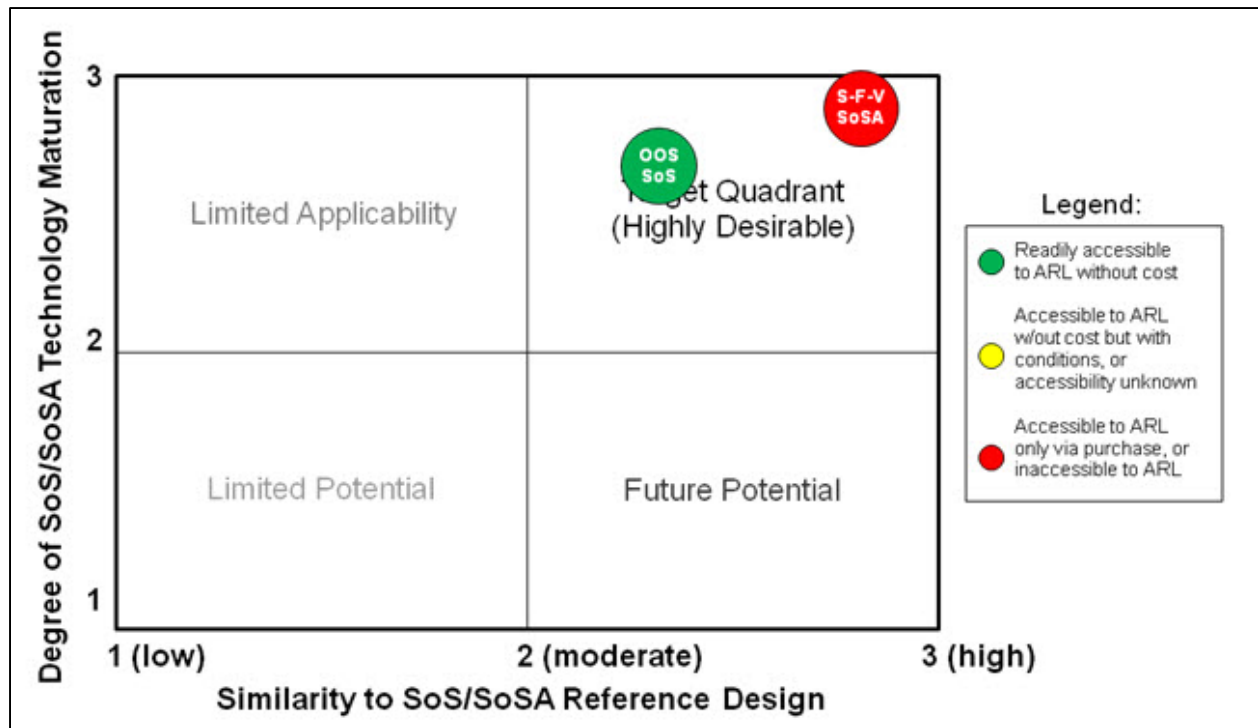 Degree of SoS/SoSA Technology Maturation
3
2
1
S-F-V
SoSA
OOS
SoS
Limited Applicability
Quadrant
(Highly Desirable)
Limited Potential
Future Potential
1 (low)
2 (moderate)
3 (high)
Similarity to SoS/SoSA Reference Design
Legend:
Readily accessible
to ARL without cost
Accessible to ARL
w/out cost but with
conditions, or
accessibility unknown
Accessible to ARL
only via purchase, or
inaccessible to ARL